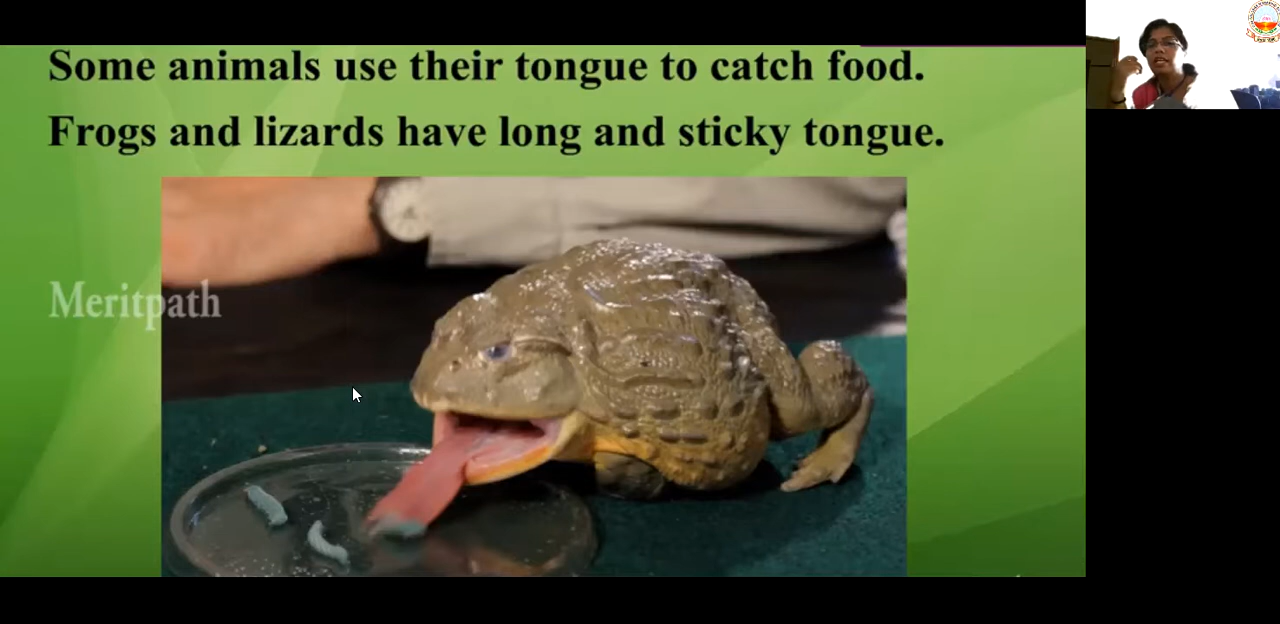 Some animals use their tongue to catch food.
Frogs and lizards have long and sticky tongue.
Meritpath